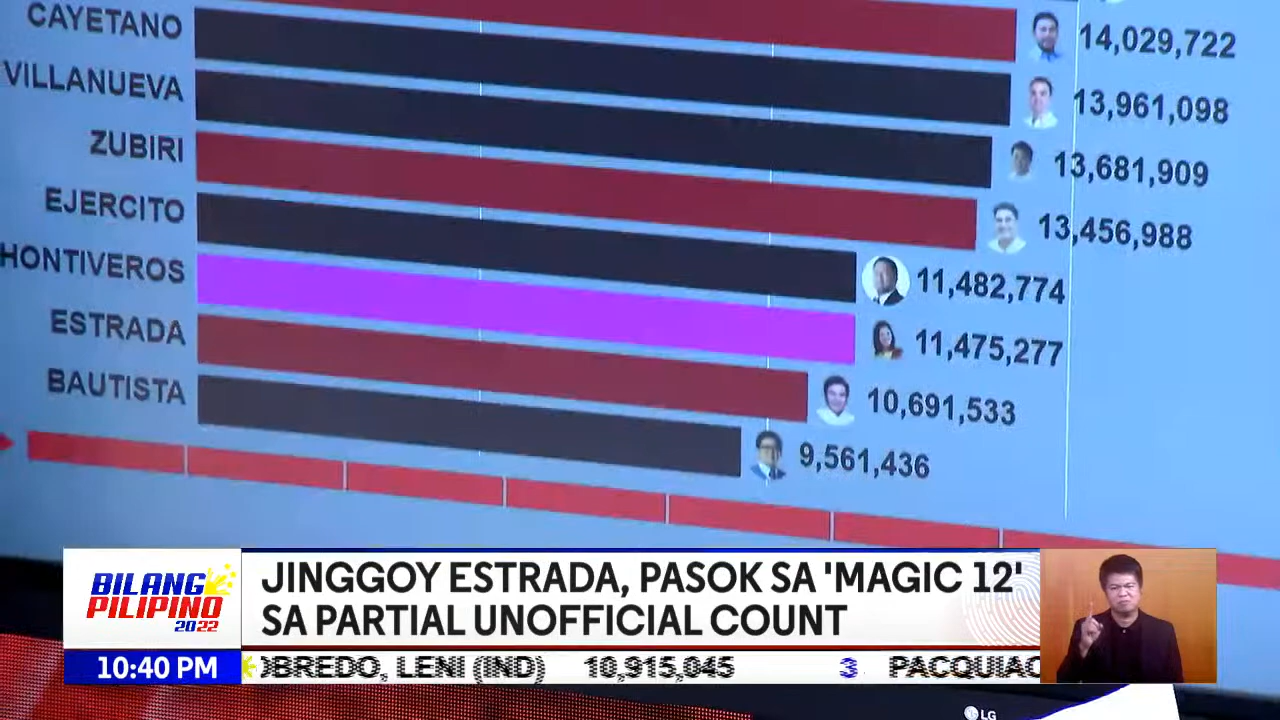 CAYETANO
14,029,722
VILLANUEVA
13,961,098
ZUBIRI
13,681,909
EJERCITO
13,456,988
HONTIVEROS
11,482,774
ESTRADA
11,475,277
BAUTISTA
10,691,533
9,561,436
BILANG
PILIPINO
2022
JINGGOY ESTRADA, PASOK SA 'MAGIC 12'
SA PARTIAL UNOFFICIAL COUNT
10:40 PM
OBREDO, LENI (IND) 10,915,045 3 PACQUIAO
LG